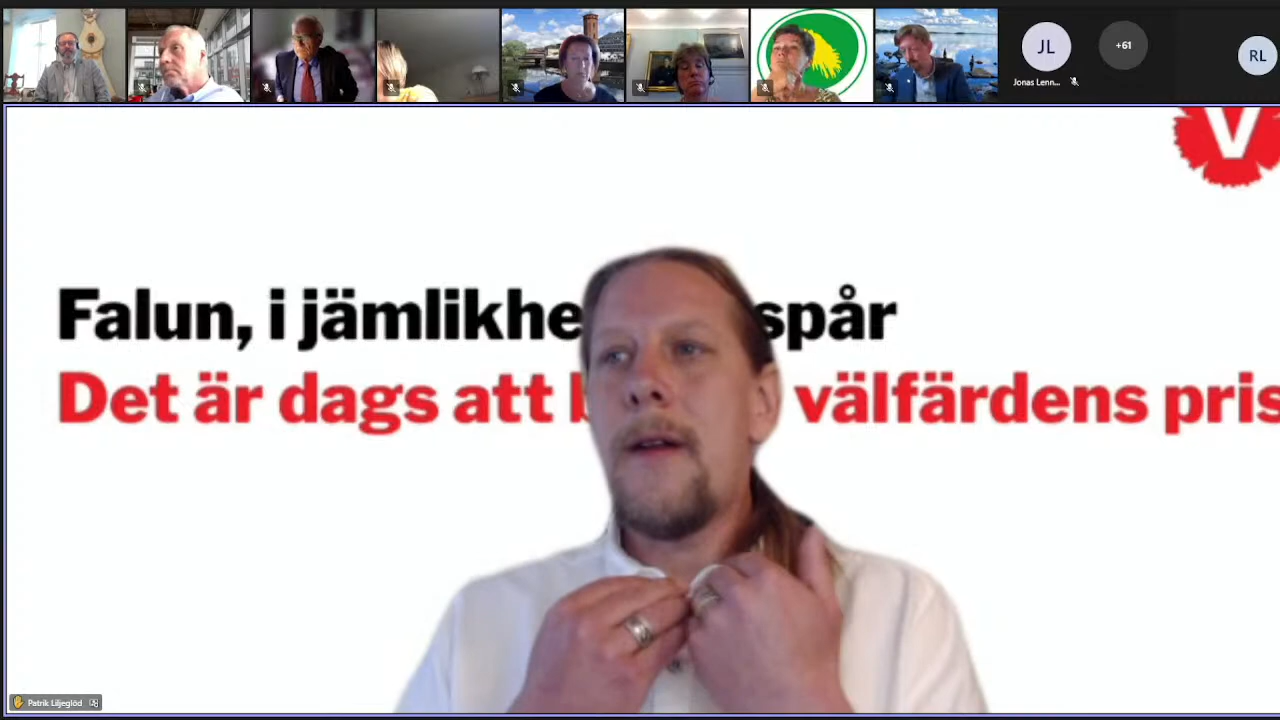 JL
+61
RL
Jonas Lenn...
V
Falun, i jämlikhe spår
Det är dags att b välfärdens pris
Patrik Liljeglöd